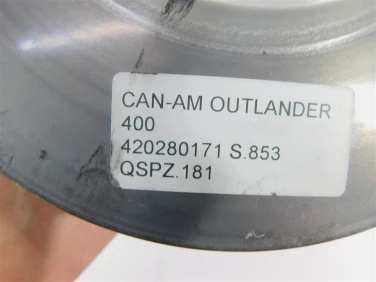 CAN-AM OUTLANDER
400
420280171 S.853
QSPZ.181